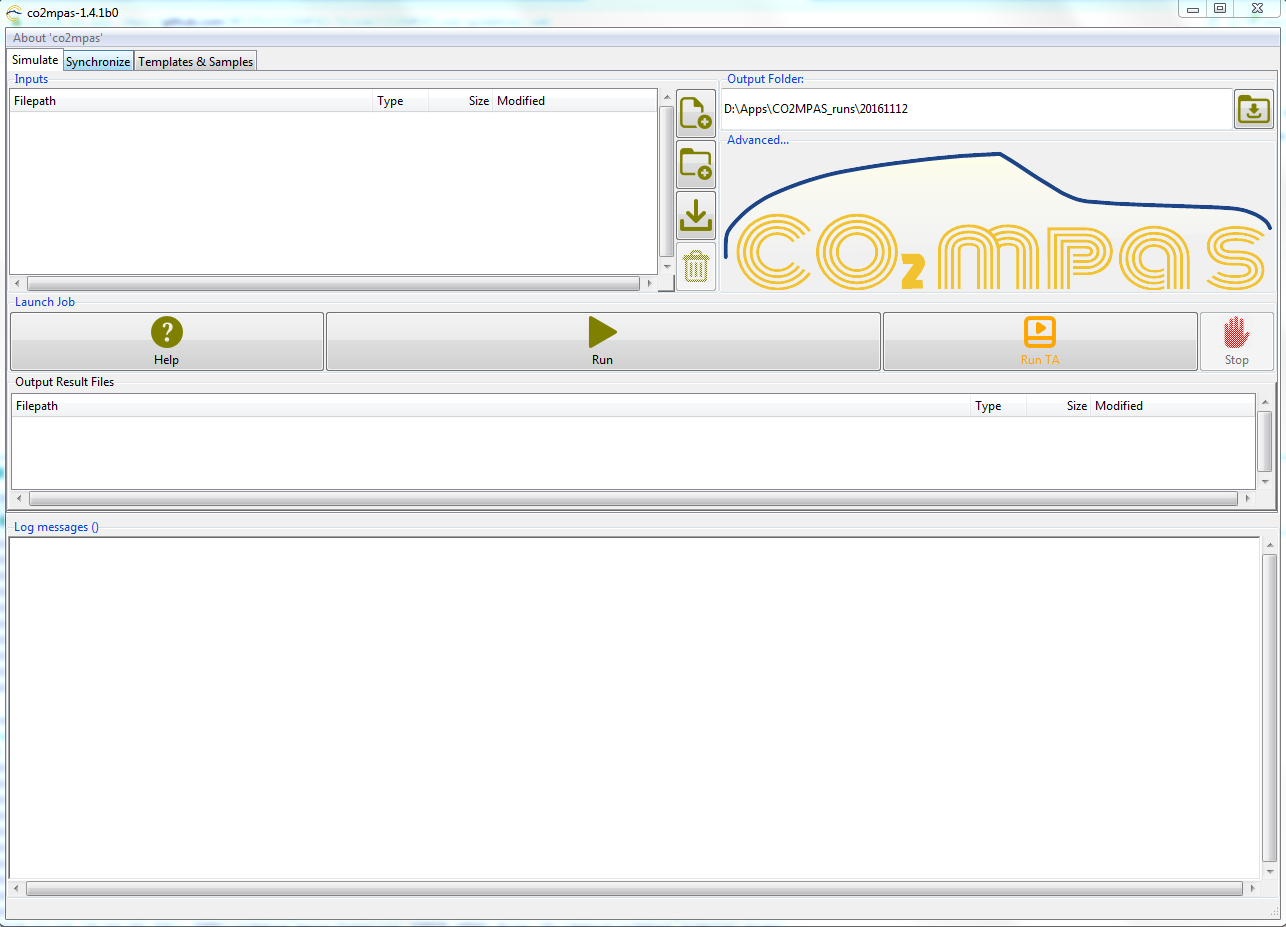 co2mpas-1.4.1b0
About 'co2mpas'
Simulate Synchronize Templates & Samples
Inputs
Filepath Type Size Modified
Output Folder:
D:\Apps\CO2MPAS_runs\20161112
Advanced...
CO2mpas
Launch Job
Help Run Run TA Stop
Output Result Files
Filepath Type Size Modified
Log messages ()